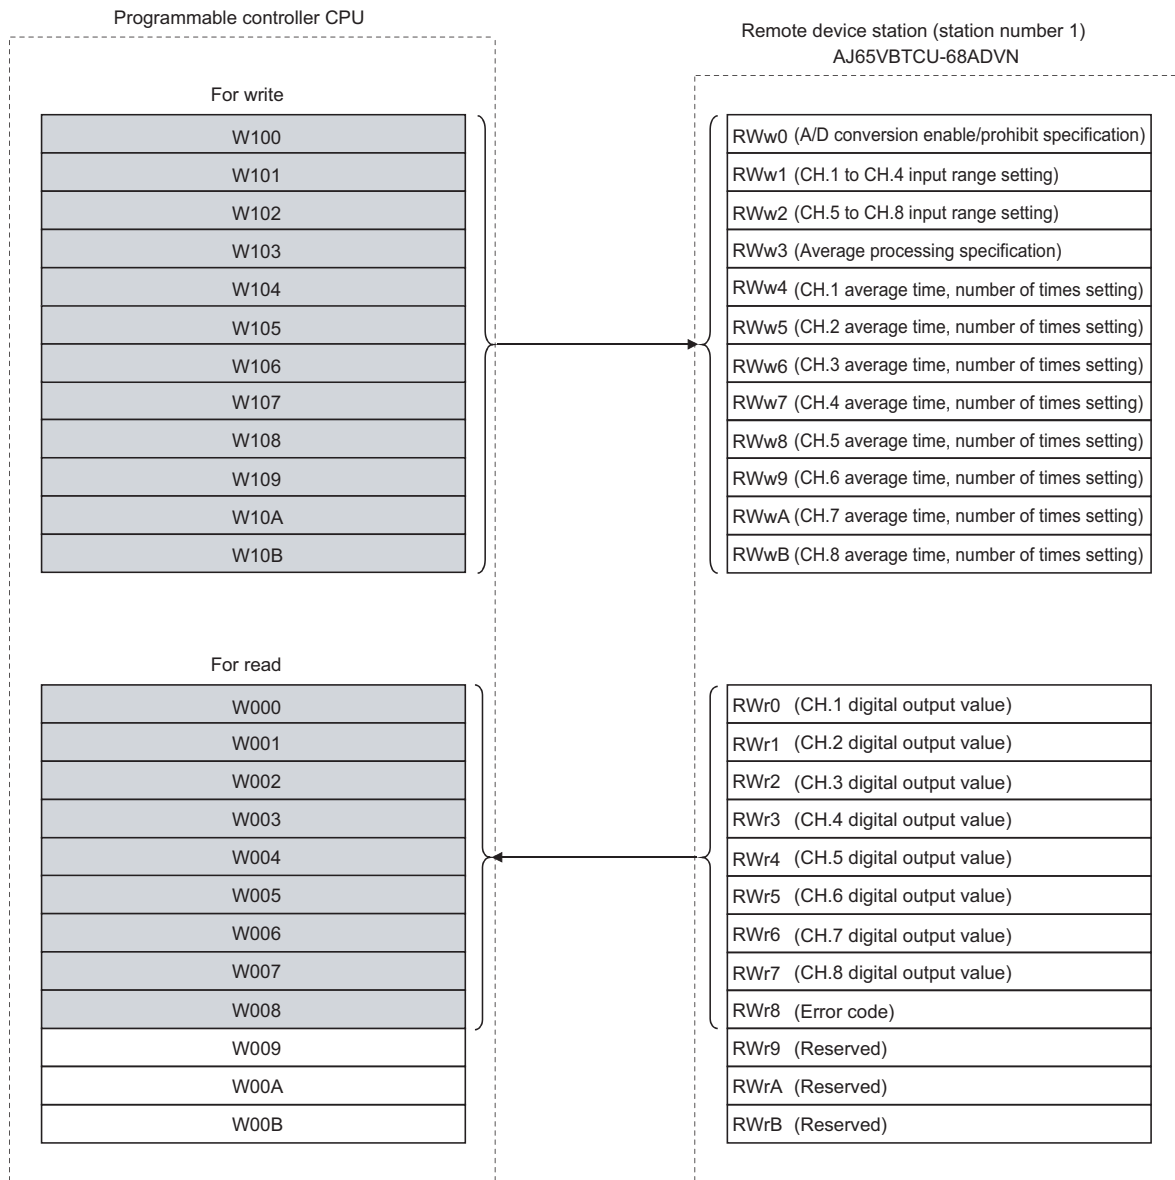 Programmable controller CPU
Remote device station (station number 1)
AJ65VBTCU-68ADVN
For write
W100
W101
W102
W103
W104
W105
W106
W107
W108
W109
W10A
W10B
RWw0 (A/D conversion enable/prohibit specification)
RWw1 (CH.1 to CH.4 input range setting)
RWw2 (CH.5 to CH.8 input range setting)
RWw3 (Average processing specification)
RWw4 (CH.1 average time, number of times setting)
RWw5 (CH.2 average time, number of times setting)
RWw6 (CH.3 average time, number of times setting)
RWw7 (CH.4 average time, number of times setting)
RWw8 (CH.5 average time, number of times setting)
RWw9 (CH.6 average time, number of times setting)
RWwA (CH.7 average time, number of times setting)
RWwB (CH.8 average time, number of times setting)
For read
W000
W001
W002
W003
W004
W005
W006
W007
W008
W009
W00A
W00B
RWr0 (CH.1 digital output value)
RWr1 (CH.2 digital output value)
RWr2 (CH.3 digital output value)
RWr3 (CH.4 digital output value)
RWr4 (CH.5 digital output value)
RWr5 (CH.6 digital output value)
RWr6 (CH.7 digital output value)
RWr7 (CH.8 digital output value)
RWr8 (Error code)
RWr9 (Reserved)
RWrA (Reserved)
RWrB (Reserved)